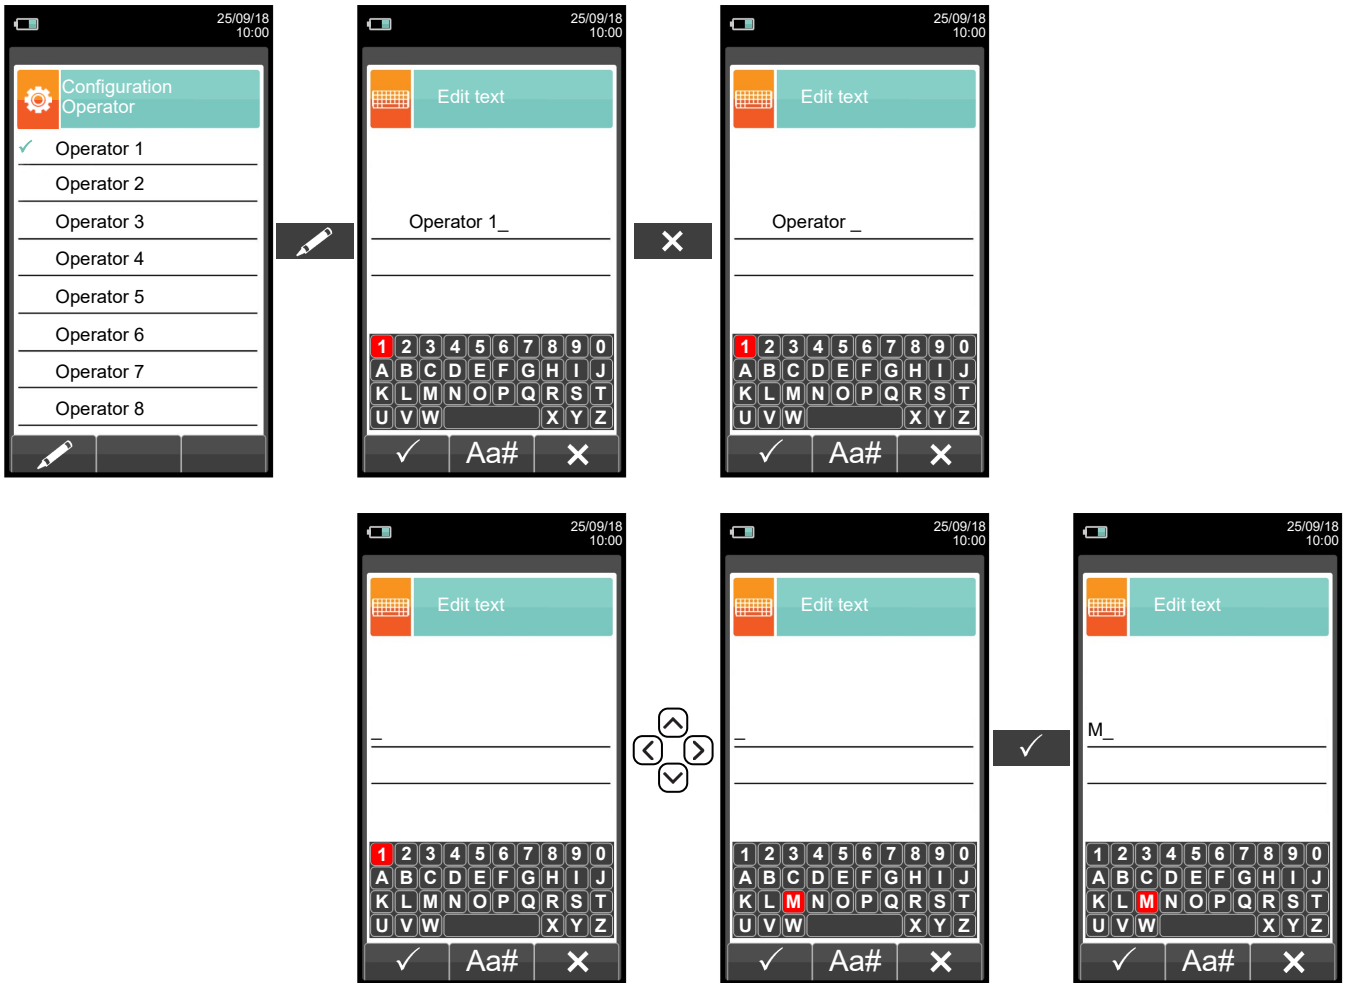 25/09/18
10:00
Configuration
Operator
Operator 1
Operator 2
Operator 3
Operator 4
Operator 5
Operator 6
Operator 7
Operator 8
25/09/18
10:00
Edit text
Operator 1_
1 2 3 4 5 6 7 8 9 0
A B C D E F G H I J
K L M N O P Q R S T
U V W X Y Z
Aa#
25/09/18
10:00
Edit text
Operator _
1 2 3 4 5 6 7 8 9 0
A B C D E F G H I J
K L M N O P Q R S T
U V W X Y Z
Aa#
25/09/18
10:00
Edit text
_
1 2 3 4 5 6 7 8 9 0
A B C D E F G H I J
K L M N O P Q R S T
U V W X Y Z
Aa#
25/09/18
10:00
Edit text
_
1 2 3 4 5 6 7 8 9 0
A B C D E F G H I J
K L M N O P Q R S T
U V W X Y Z
Aa#
25/09/18
10:00
Edit text
M_
1 2 3 4 5 6 7 8 9 0
A B C D E F G H I J
K L M N O P Q R S T
U V W X Y Z
Aa#